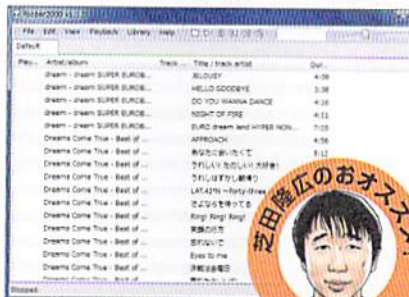 foobar2000 v1.1.5
File Edit View Playback Library Help
Default
Play... Artist/album Track ... Title / track artist Dur...
dream - dream SUPER EUROB... JELOUSY 4:09
dream - dream SUPER EUROB... HELLO GOODBYE 3:38
dream - dream SUPER EUROB... DO YOU WANNA DANCE 4:16
dream - dream SUPER EUROB... NIGHT OF FIRE 4:11
dream - dream SUPER EUROB... EURO dream land HYPER NON...
Dreams Come True - Best of ... APPROACH 4:56
Dreams Come True - Best of ... あなたに会いたくて 5:12
Dreams Come True - Best of ... うれしい! たのしい! 大好き!
Dreams Come True - Best of ... うれしはずかし朝帰り
Dreams Come True - Best of ... LAT.43°N ~forty-three
Dreams Come True - Best of ... さよならを待ってる
Dreams Come True - Best of ... Ring! Ring! Ring!
Dreams Come True - Best of ... 笑顔の行方
Dreams Come True - Best of ... 忘れないで
Dreams Come True - Best of ... Eyes to me
Dreams Come True - Best of ... 決戦は金曜日
Stopped.
芝田隆広のおオススメ!